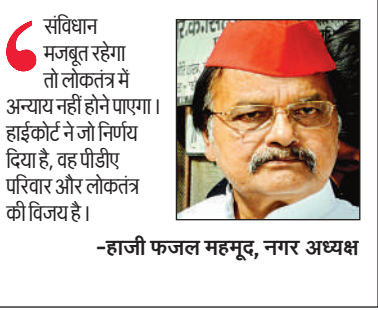 संविधान
मजबूत रहेगा
तो लोकतंत्र में
अन्याय नहीं होने पाएगा।
हाईकोर्ट ने जो निर्णय
दिया है, वह पीडीए
परिवार और लोकतंत्र
की विजय है।
-हाजी फजल महमूद, नगर अध्यक्ष